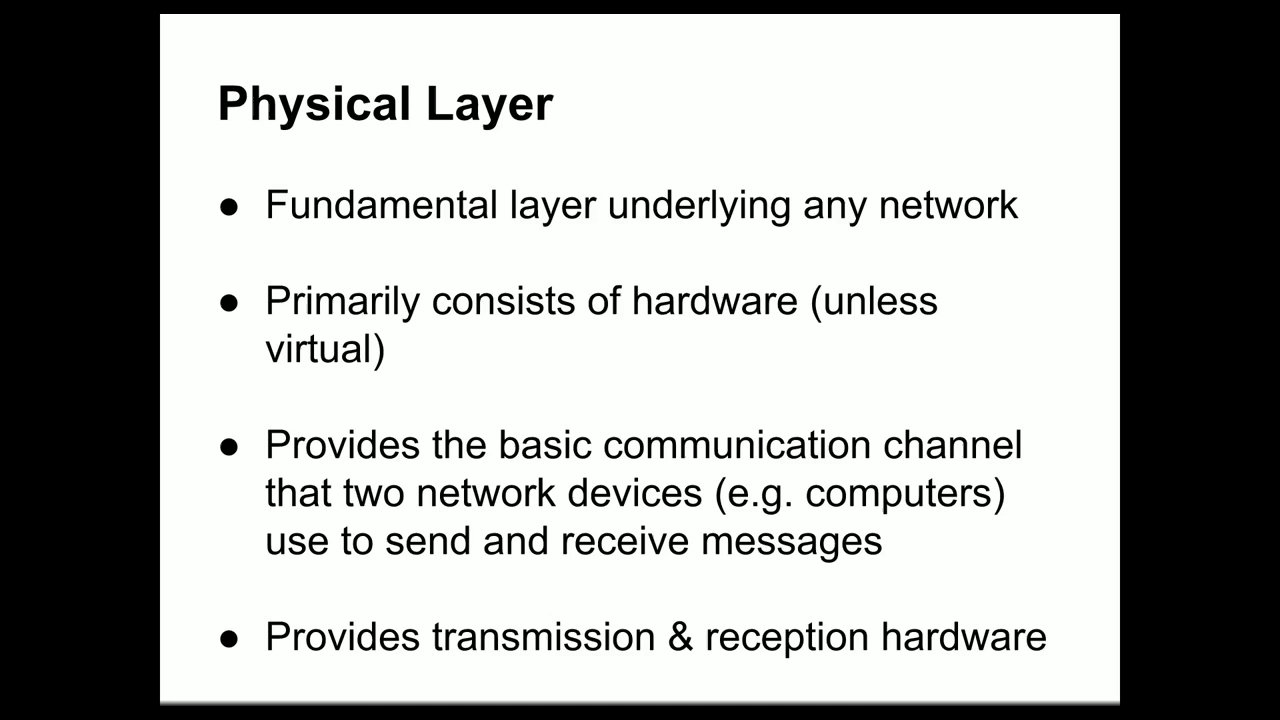 Physical Layer
● Fundamental layer underlying any network
● Primarily consists of hardware (unless
virtual)
● Provides the basic communication channel
that two network devices (e.g. computers)
use to send and receive messages
● Provides transmission & reception hardware